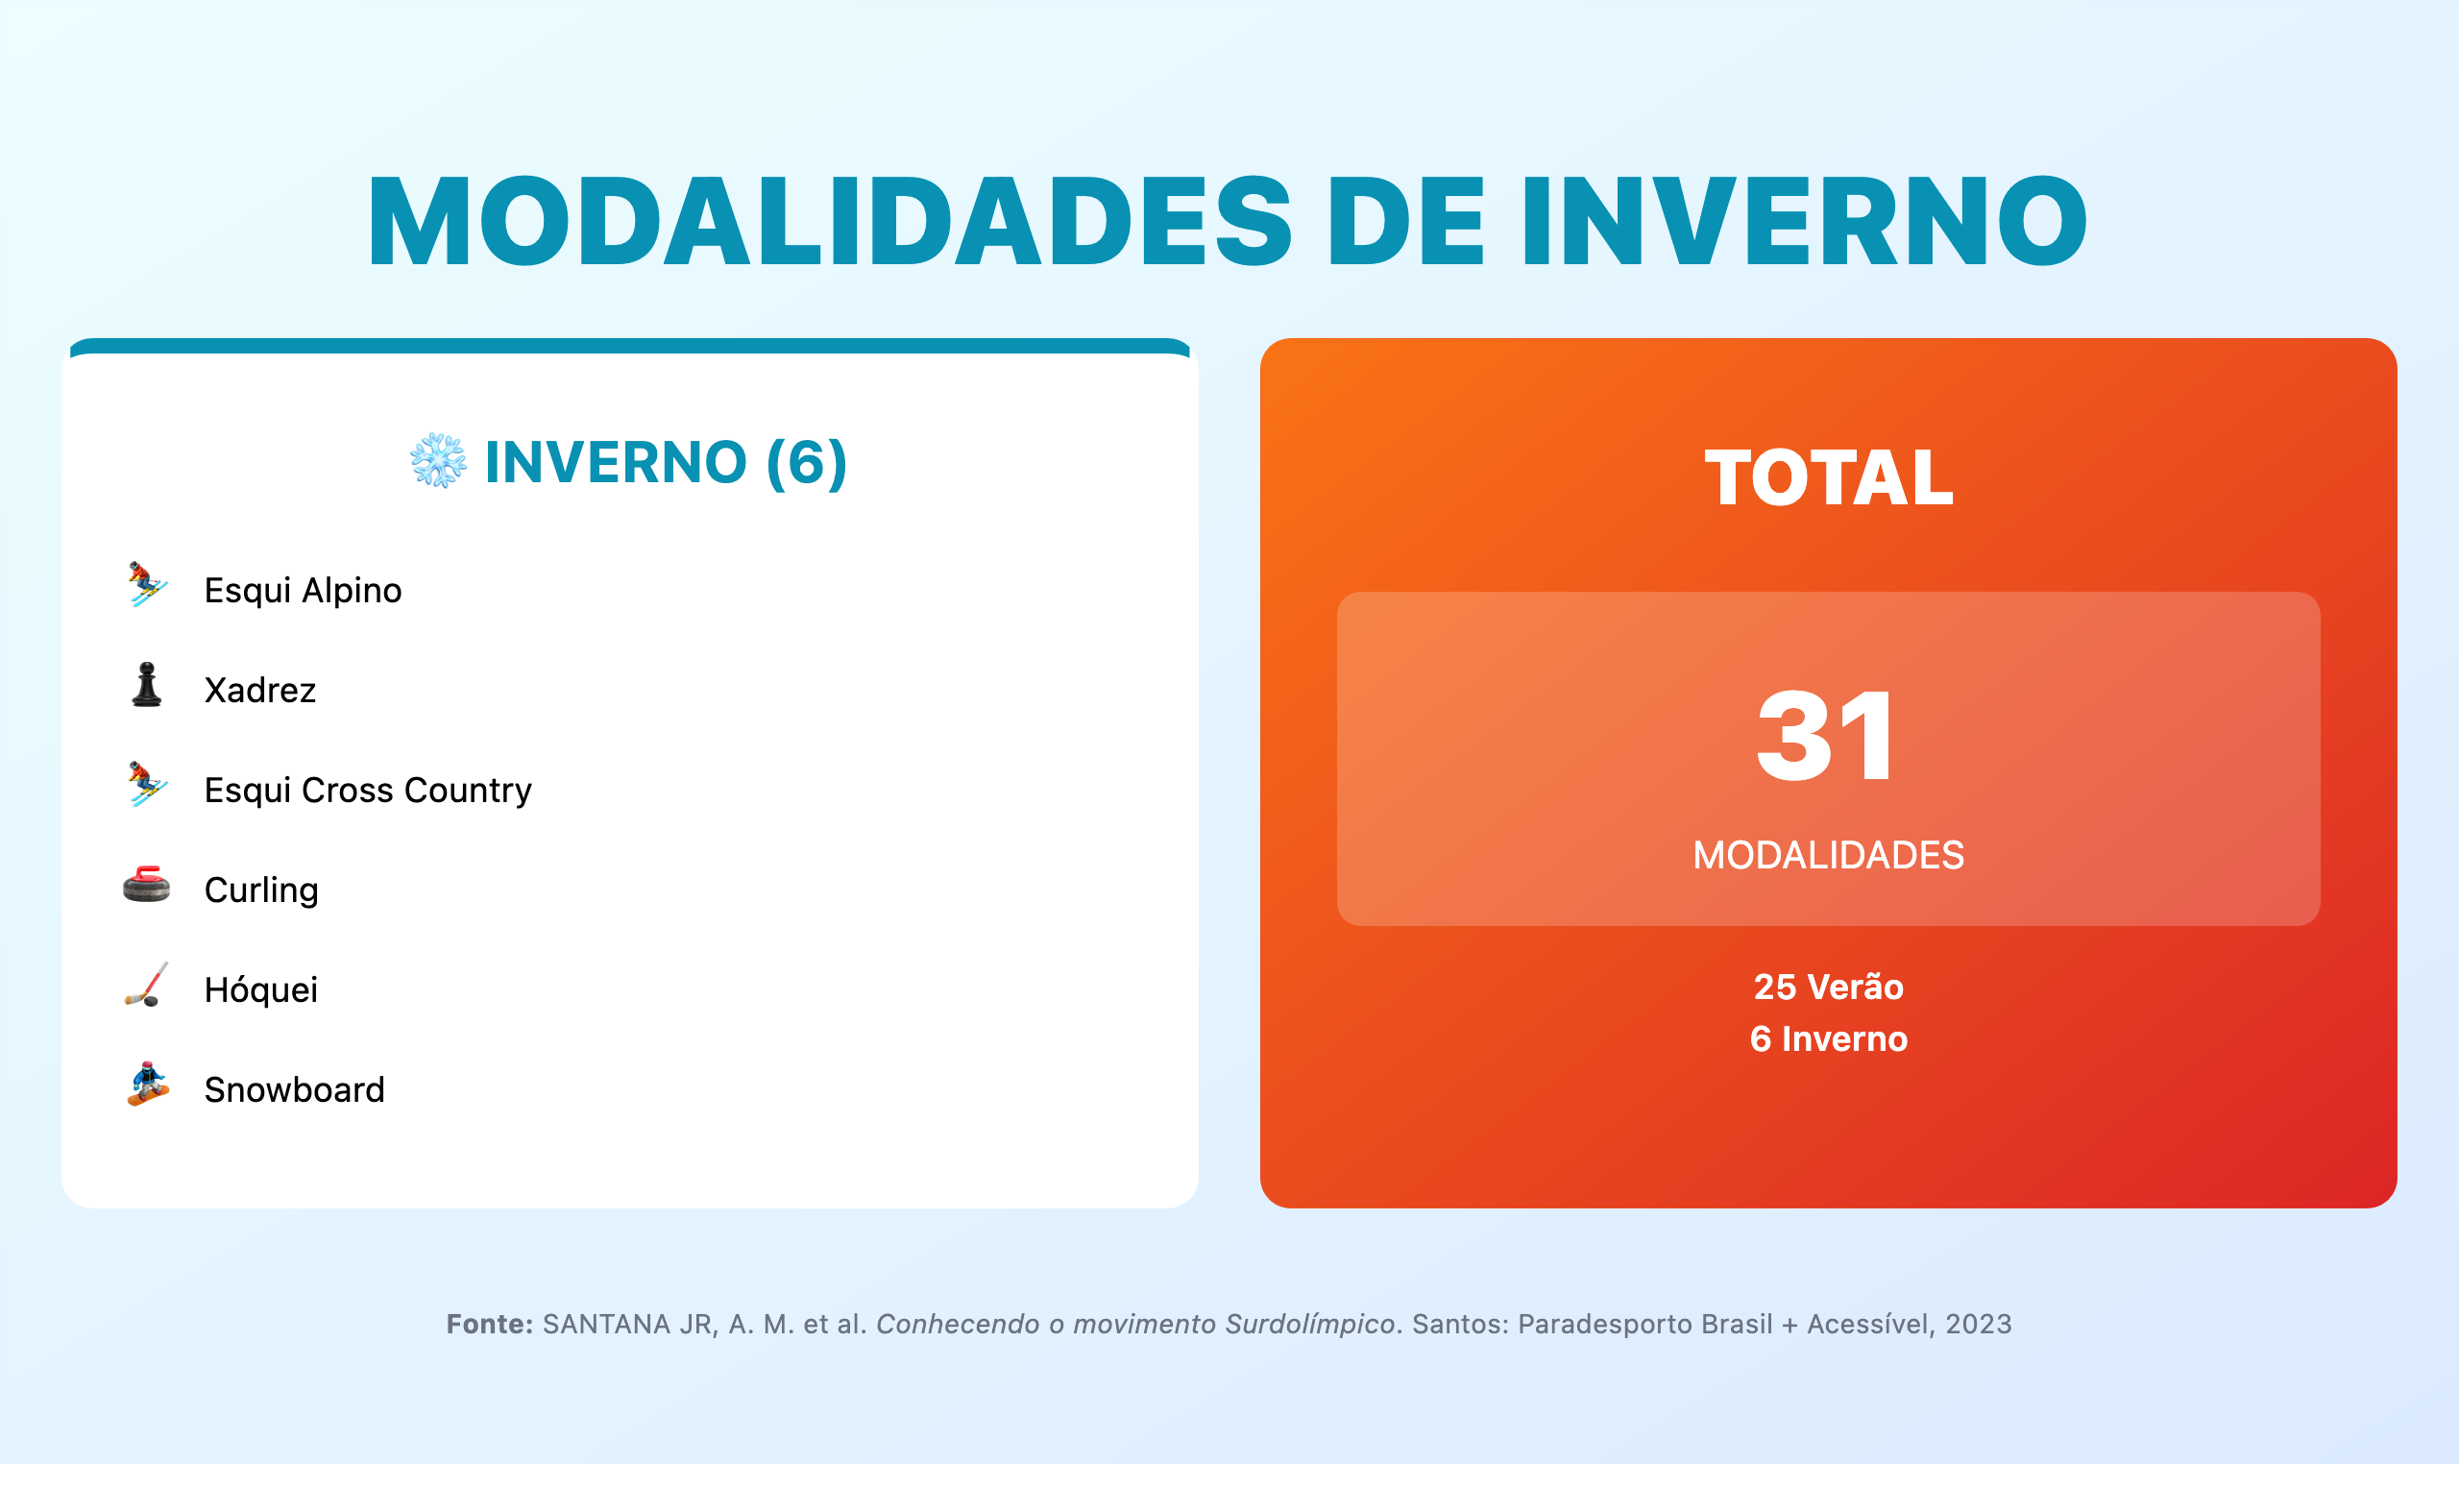 MODALIDADES DE INVERNO
INVERNO (6)
Esqui Alpino
Xadrez
Esqui Cross Country
Curling
Hóquei
Snowboard
TOTAL
31
MODALIDADES
25 Verão
6 Inverno
Fonte: SANTANA JR, A. M. et al. Conhecendo o movimento Surdolímpico. Santos: Paradesporto Brasil + Acessível, 2023